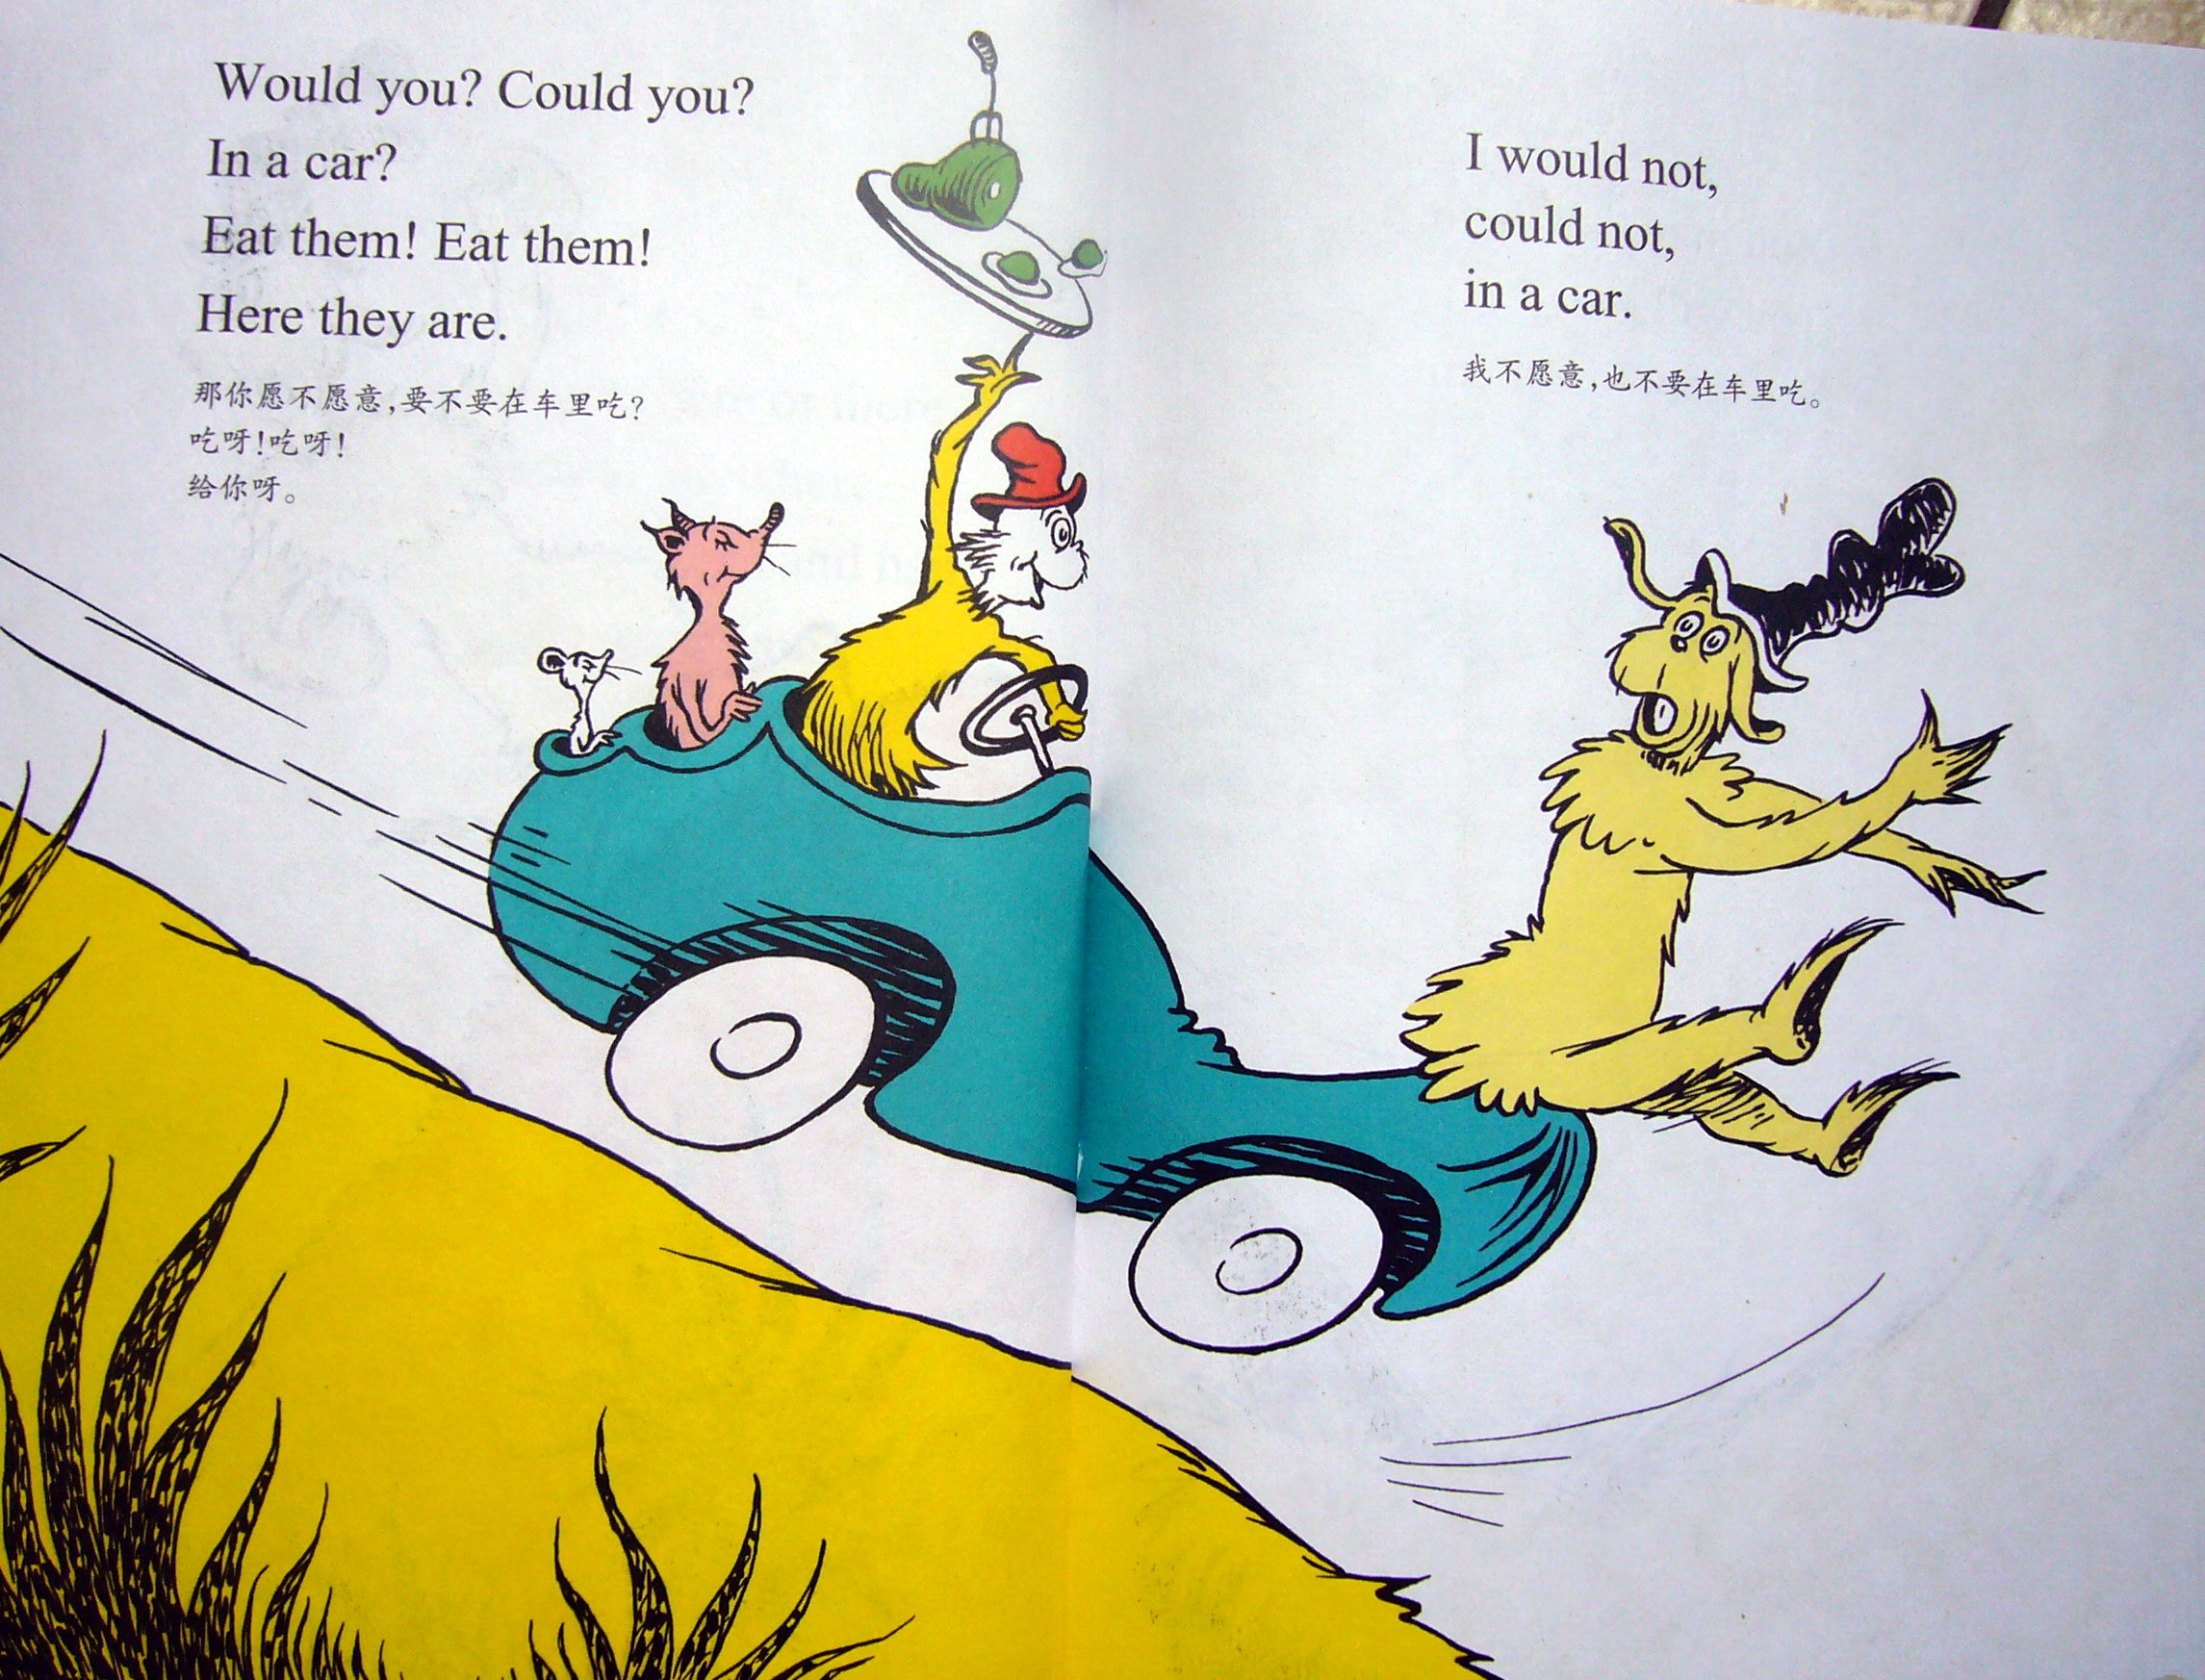 Would you? Could you?
In a car?
Eat them! Eat them!
Here they are.
那你愿不愿意,要不要在车里吃?
吃呀!吃呀!
给你呀。
I would not,
could not,
in a car.
我不愿意,也不要在车里吃。